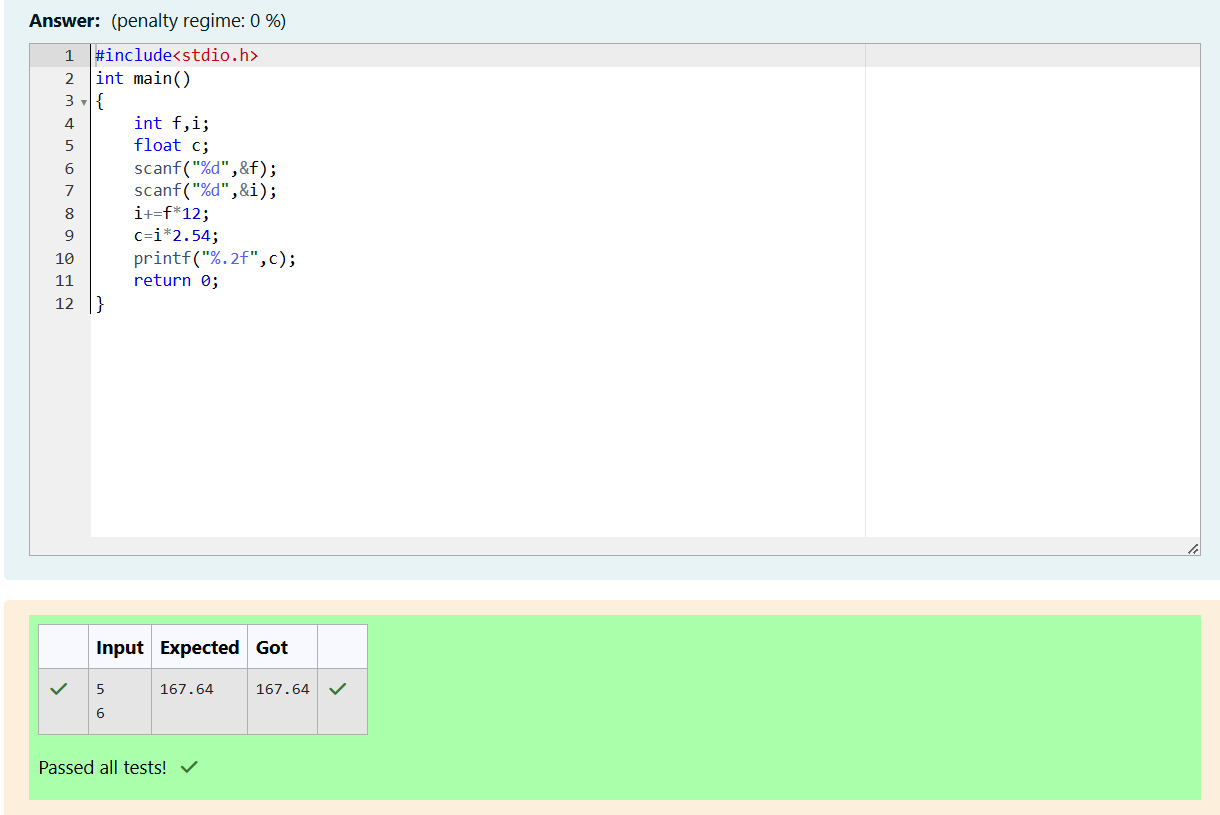 Answer: (penalty regime: 0 %)
1 #include<stdio.h>
2 int main()
3 {
4 int f,i;
5 float c;
6 scanf("%d",&f);
7 scanf("%d",&i);
8 i+=f*12;
9 c=i*2.54;
10 printf("%.2f",c);
11 return 0;
12 }
Input Expected Got
5 167.64 167.64
6
Passed all tests!